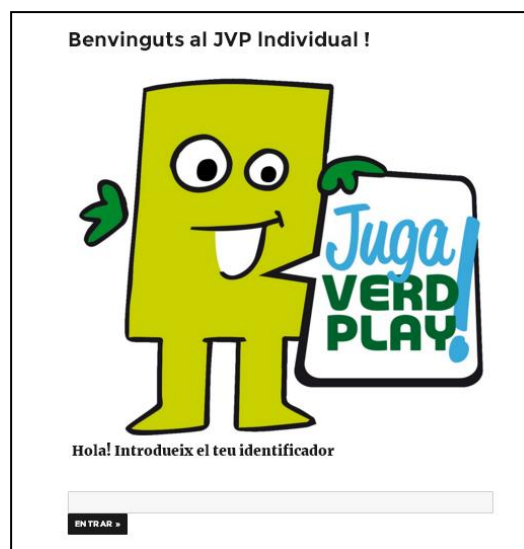 Benvinguts al JVP Individual !
Juga
VERD
PLAY!
Hola! Introdueix el teu identificador
ENTRAR »